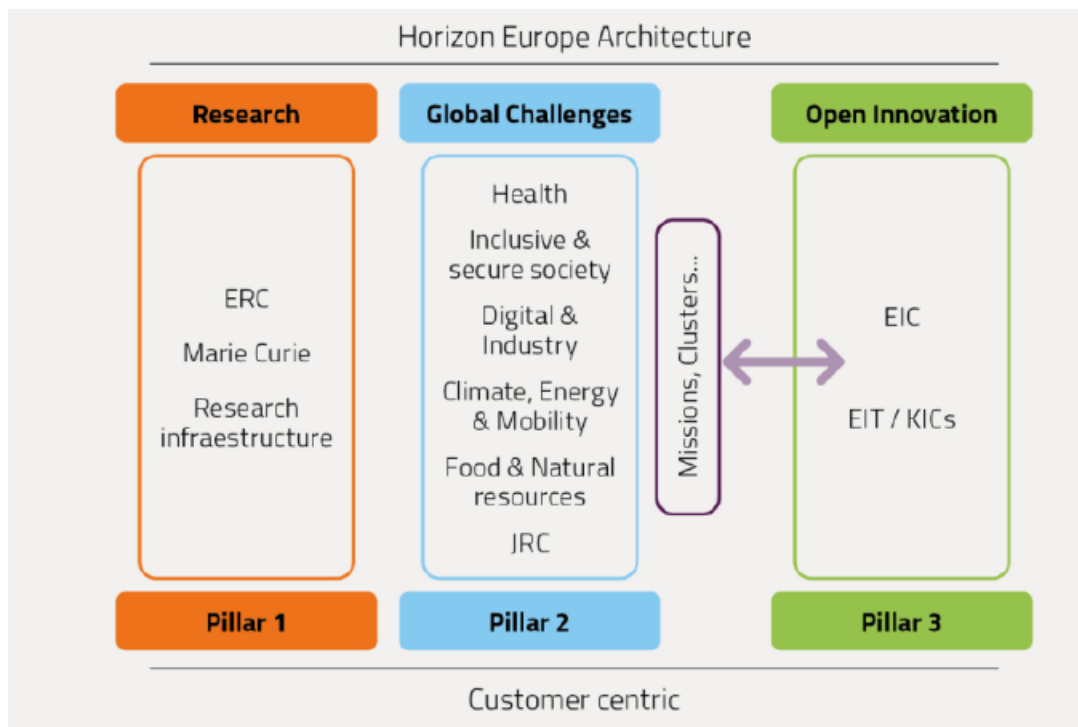 Horizon Europe Architecture
Research
Global Challenges
Open Innovation
ERC
Marie Curie
Research
infraestructure
Health
Inclusive &
secure society
Digital &
Industry
Climate, Energy
& Mobility
Food & Natural
resources
JRC
Missions, Clusters...
EIC
EIT / KICs
Pillar 1
Pillar 2
Pillar 3
Customer centric